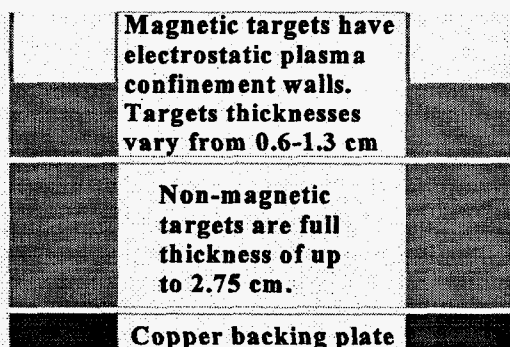 Magnetic targets have
electrostatic plasma
confinement walls.
Targets thicknesses
vary from 0.6-1.3 cm
Non-magnetic
targets are full
thickness of up
to 2.75 cm.
Copper backing plate